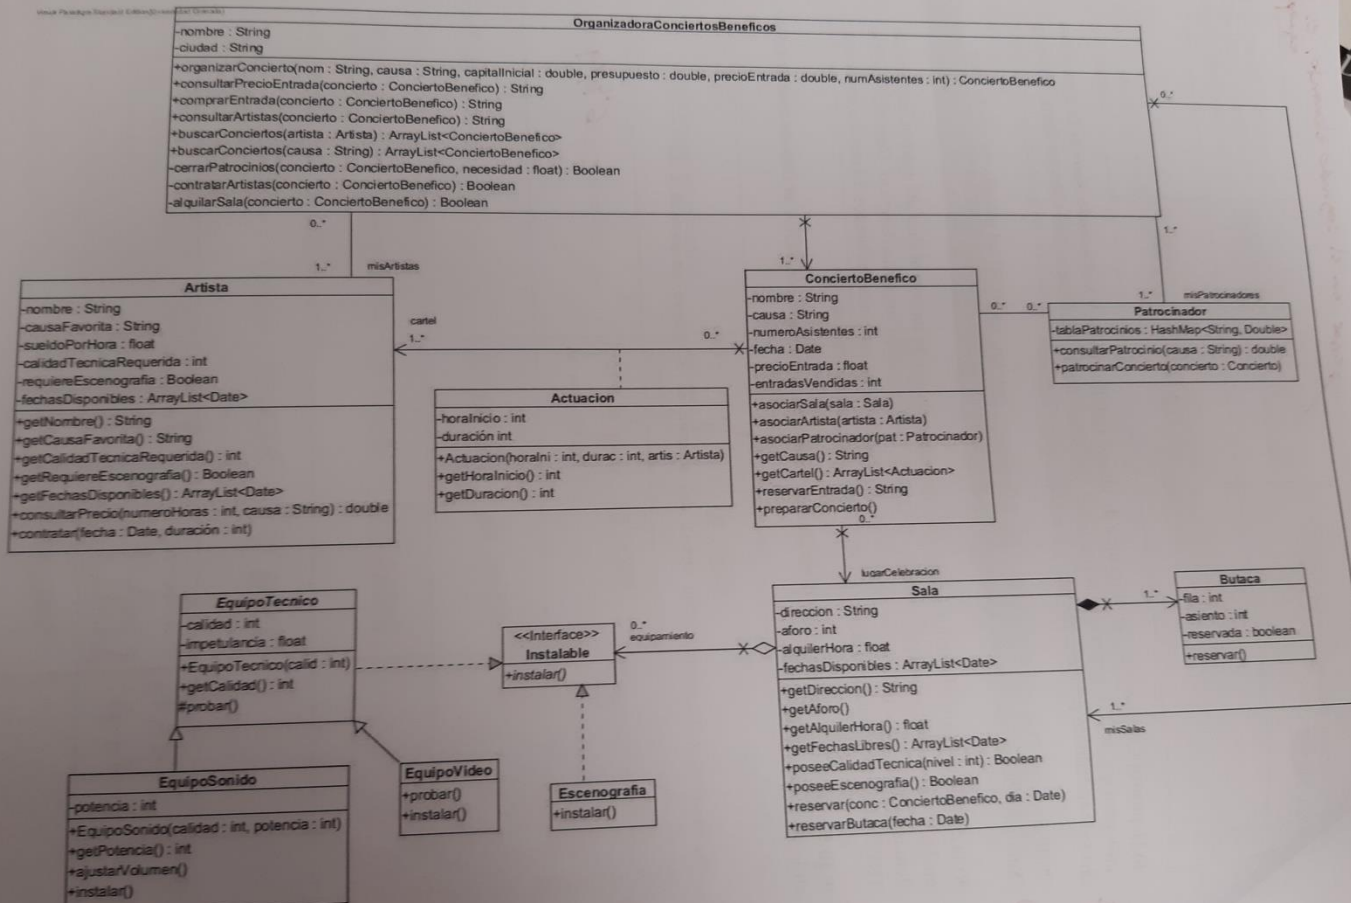 OrganizadoraConciertosBeneficos
-nombre : String
-ciudad : String
+organizarConcierto(nom : String, causa : String, capitalInicial : double, presupuesto : double, precioEntrada : double, numAsistentes : int) : ConciertoBenefico
+consultarPrecioEntrada(concierto : ConciertoBenefico) : String
+comprarEntrada(concierto : ConciertoBenefico) : String
+consultarArtistas(concierto : ConciertoBenefico) : String
+buscarConciertos(artista : Artista) : ArrayList<ConciertoBenefico>
+buscarConciertos(causa : String) : ArrayList<ConciertoBenefico>
-cerrarPatrocinios(concierto : ConciertoBenefico, necesidad : float) : Boolean
-contratarArtistas(concierto : ConciertoBenefico) : Boolean
-alquilarSala(concierto : ConciertoBenefico) : Boolean
0..*
0..*
1..*
1..*
misArtistas
1..*
1..*
misPatrocinadores
Artista
-nombre : String
-causaFavorita : String
-sueldoPorHora : float
-calidadTecnicaRequerida : int
-requiereEscenografia : Boolean
-fechasDisponibles : ArrayList<Date>
+getNombre() : String
+getCausaFavorita() : String
+getCalidadTecnicaRequerida() : int
+getRequiereEscenografia() : Boolean
+getFechasDisponibles() : ArrayList<Date>
+consultarPrecio(numeroHoras : int, causa : String) : double
+contratar(fecha : Date, duración : int)
cartel
1..*
0..*
Actuacion
-horaInicio : int
-duración int
+Actuacion(horaIni : int, durac : int, artis : Artista)
+getHoraInicio() : int
+getDuracion() : int
ConciertoBenefico
-nombre : String
-causa : String
-numeroAsistentes : int
-fecha : Date
-precioEntrada : float
-entradasVendidas : int
+asociarSala(sala : Sala)
+asociarArtista(artista : Artista)
+asociarPatrocinador(pat : Patrocinador)
+getCausa() : String
+getCartel() : ArrayList<Actuacion>
+reservarEntrada() : String
+prepararConcierto()
0..*
0..*
0..*
Patrocinador
-tablaPatrocinios : HashMap<String, Double>
+consultarPatrocinio(causa : String) : double
+patrocinarConcierto(concierto : Concierto)
lugarCelebracion
EquipoTecnico
-calidad : int
-impetulancia : float
+EquipoTecnico(calid : int)
+getCalidad() : int
#probar()
<<Interface>>
Instalable
+instalar()
0..*
equipamiento
Sala
-direccion : String
-aforo : int
-alquilerHora : float
-fechasDisponibles : ArrayList<Date>
+getDireccion() : String
+getAforo()
+getAlquilerHora() : float
+getFechasLibres() : ArrayList<Date>
+poseeCalidadTecnica(nivel : int) : Boolean
+poseeEscenografia() : Boolean
+reservar(conc : ConciertoBenefico, dia : Date)
+reservarButaca(fecha : Date)
1..*
Butaca
-fila : int
-asiento : int
-reservada : boolean
+reservar()
1..*
misSalas
EquipoSonido
-potencia : int
+EquipoSonido(calidad : int, potencia : int)
+getPotencia() : int
+ajustarVolumen()
+instalar()
EquipoVideo
+probar()
+instalar()
Escenografia
+instalar()